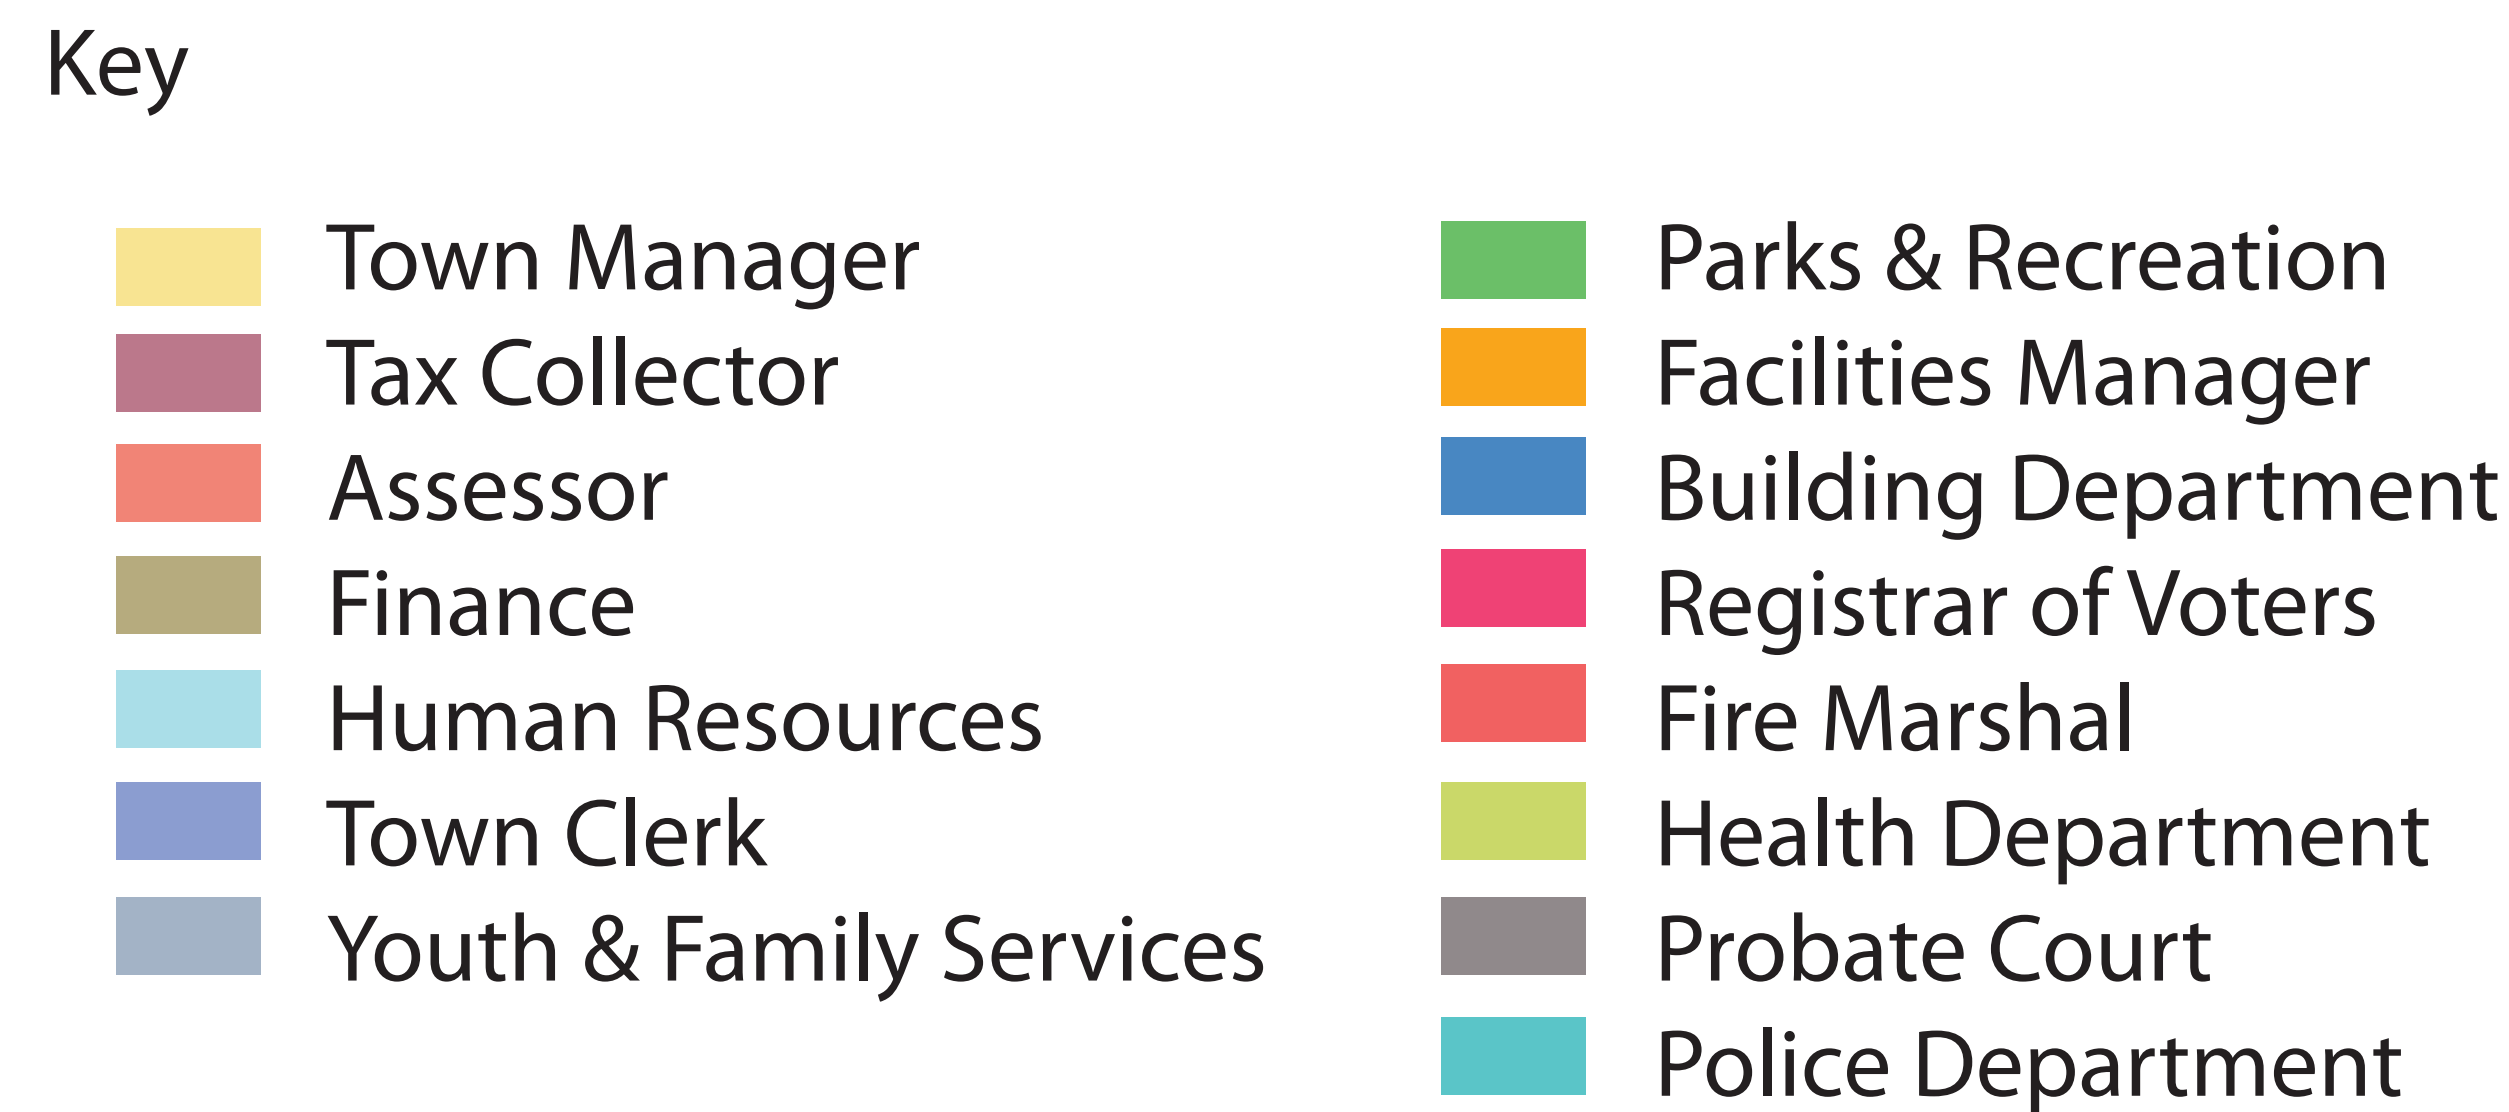 Key
Town Manager
Tax Collector
Assessor
Finance
Human Resources
Town Clerk
Youth & Family Services
Parks & Recreation
Facilities Manager
Building Department
Registrar of Voters
Fire Marshal
Health Department
Probate Court
Police Department